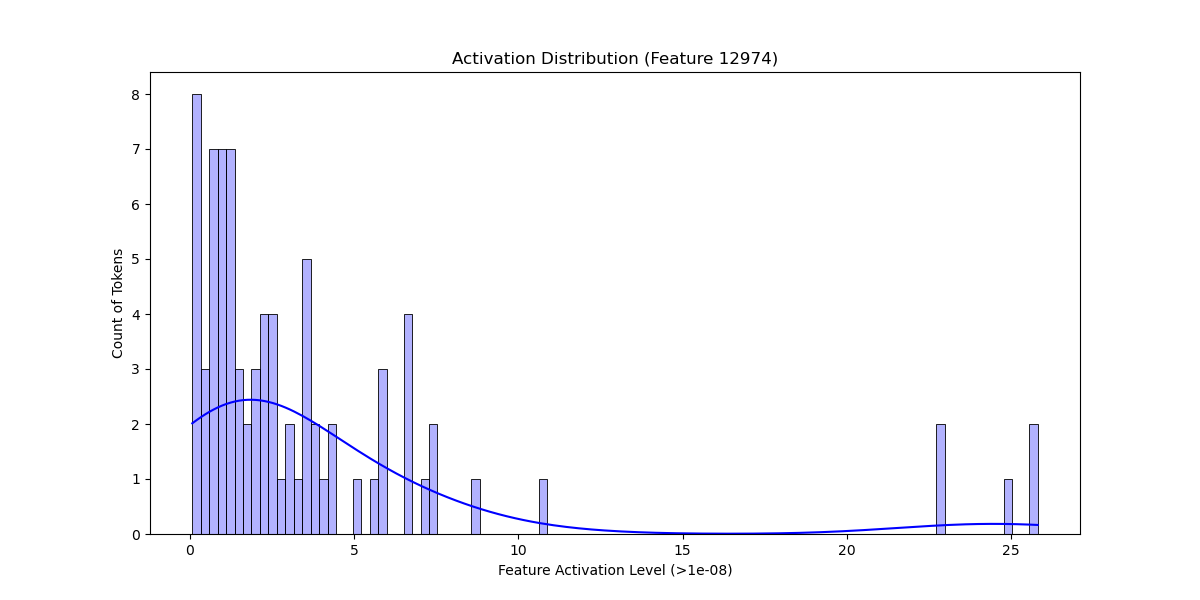 Activation Distribution (Feature 12974)
Count of Tokens
8
7
6
5
4
3
2
1
0
0 5 10 15 20 25
Feature Activation Level (>1e-08)